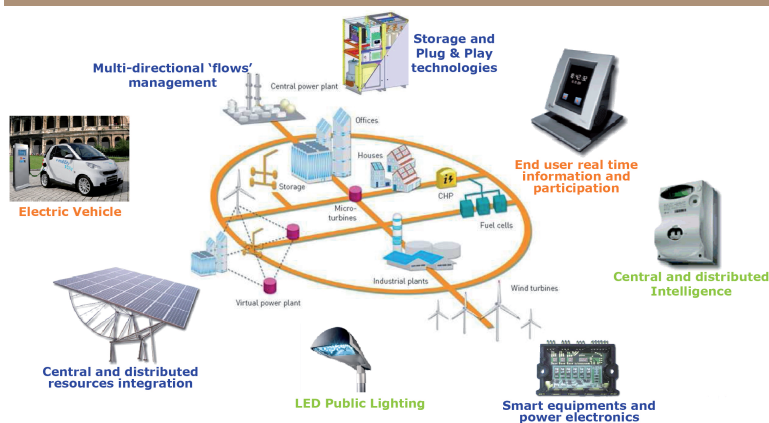 Storage and
Plug & Play
technologies
Multi-directional ‘flows’
management
Central power plant
Offices
Houses
Storage
Micro-
turbines
CHP
Fuel cells
Industrial plants
Virtual power plant
Wind turbines
Electric Vehicle
End user real time
information and
participation
Central and distributed
Intelligence
Central and distributed
resources integration
LED Public Lighting
Smart equipments and
power electronics